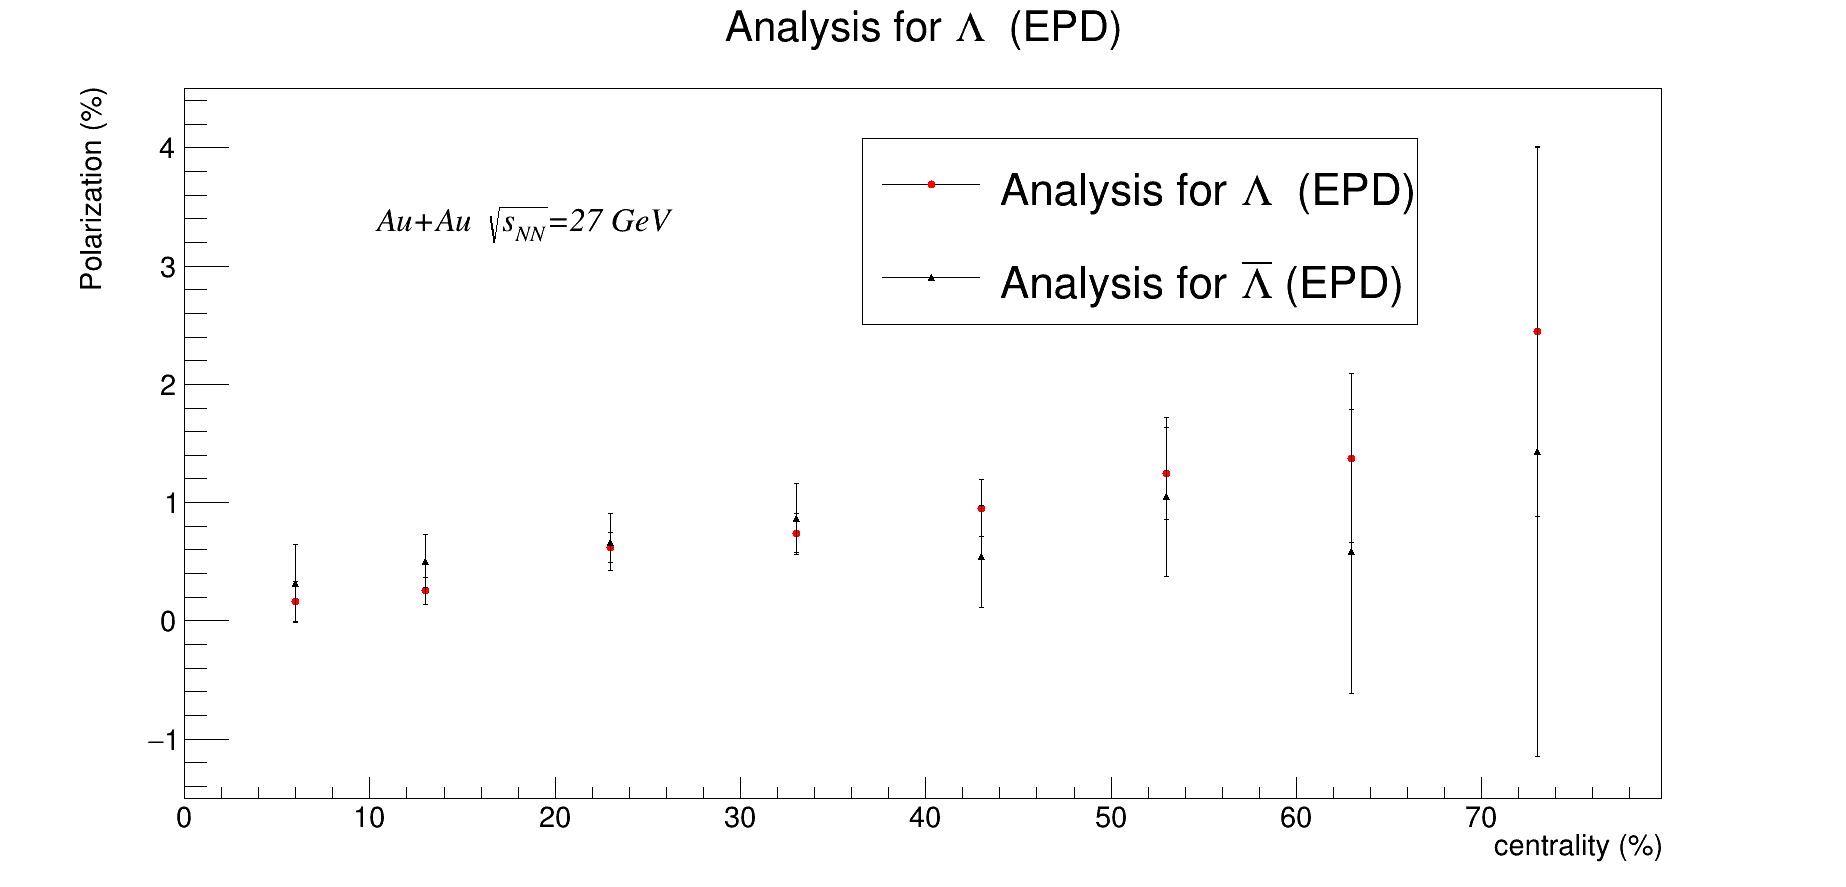 Analysis for Λ (EPD)
Polarization (%)
4
3
2
1
0
−1
Au+Au √s_NN=27 GeV
Analysis for Λ (EPD)
Analysis for Λ̅ (EPD)
0 10 20 30 40 50 60 70
centrality (%)